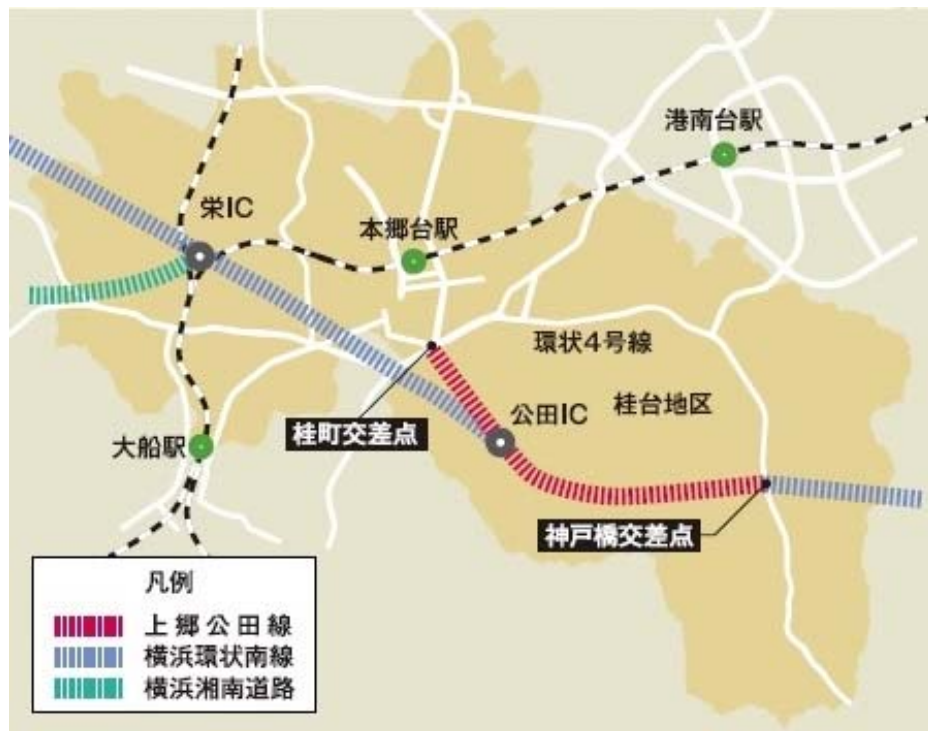 港南台駅
栄IC
本郷台駅
環状4号線
桂台地区
公田IC
桂町交差点
大船駅
神戸橋交差点
凡例
上郷公田線
横浜環状南線
横浜湘南道路